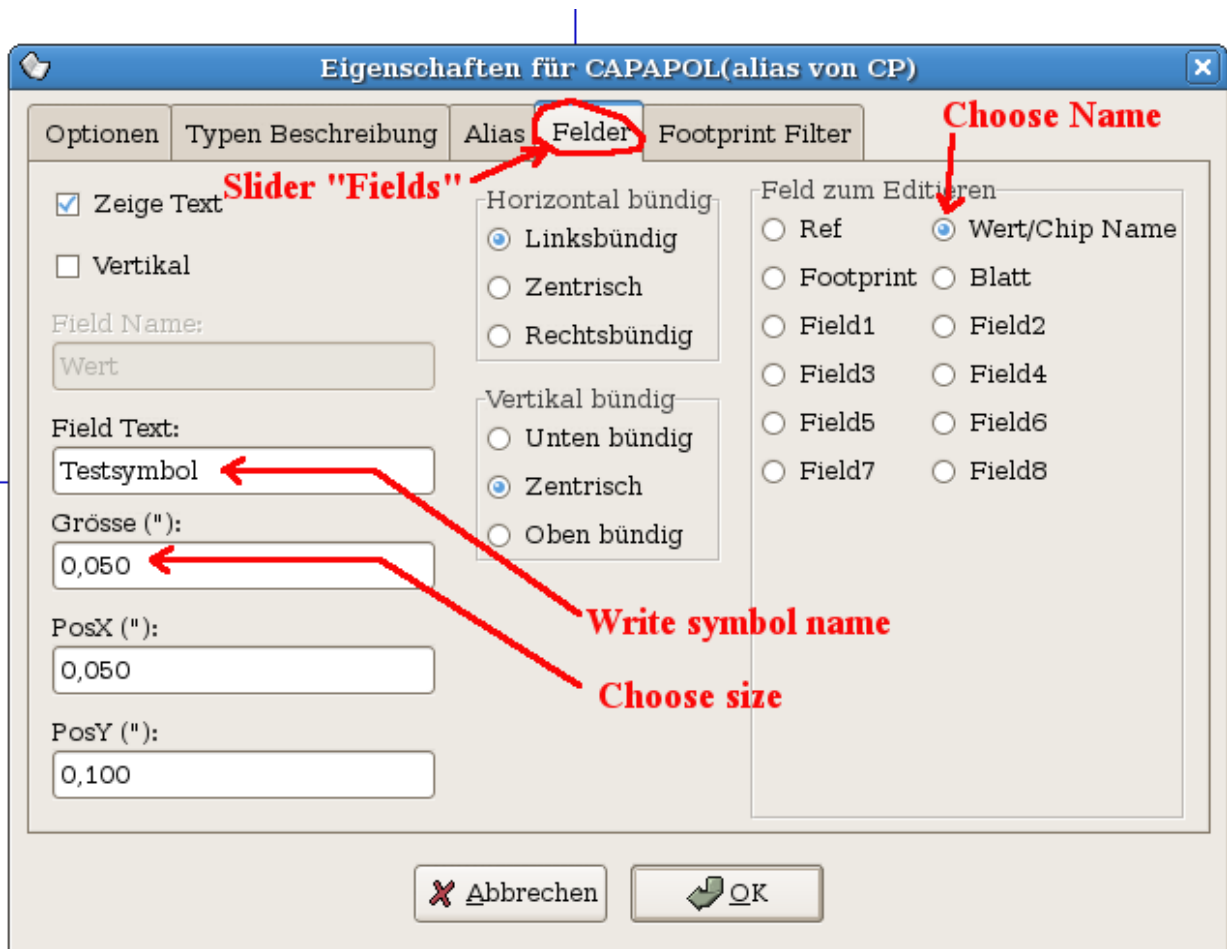 Eigenschaften für CAPAPOL(alias von CP)
Choose Name
Optionen
Typen Beschreibung
Alias
Felder
Footprint Filter
Slider "Fields"
Zeige Text
Vertikal
Field Name:
Wert
Field Text:
Testsymbol
Grösse ("):
0,050
PosX ("):
0,050
PosY ("):
0,100
Horizontal bündig
Linksbündig
Zentrisch
Rechtsbündig
Vertikal bündig
Unten bündig
Zentrisch
Oben bündig
Write symbol name
Choose size
Feld zum Editieren
Ref
Wert/Chip Name
Footprint
Blatt
Field1
Field2
Field3
Field4
Field5
Field6
Field7
Field8
Abbrechen
OK